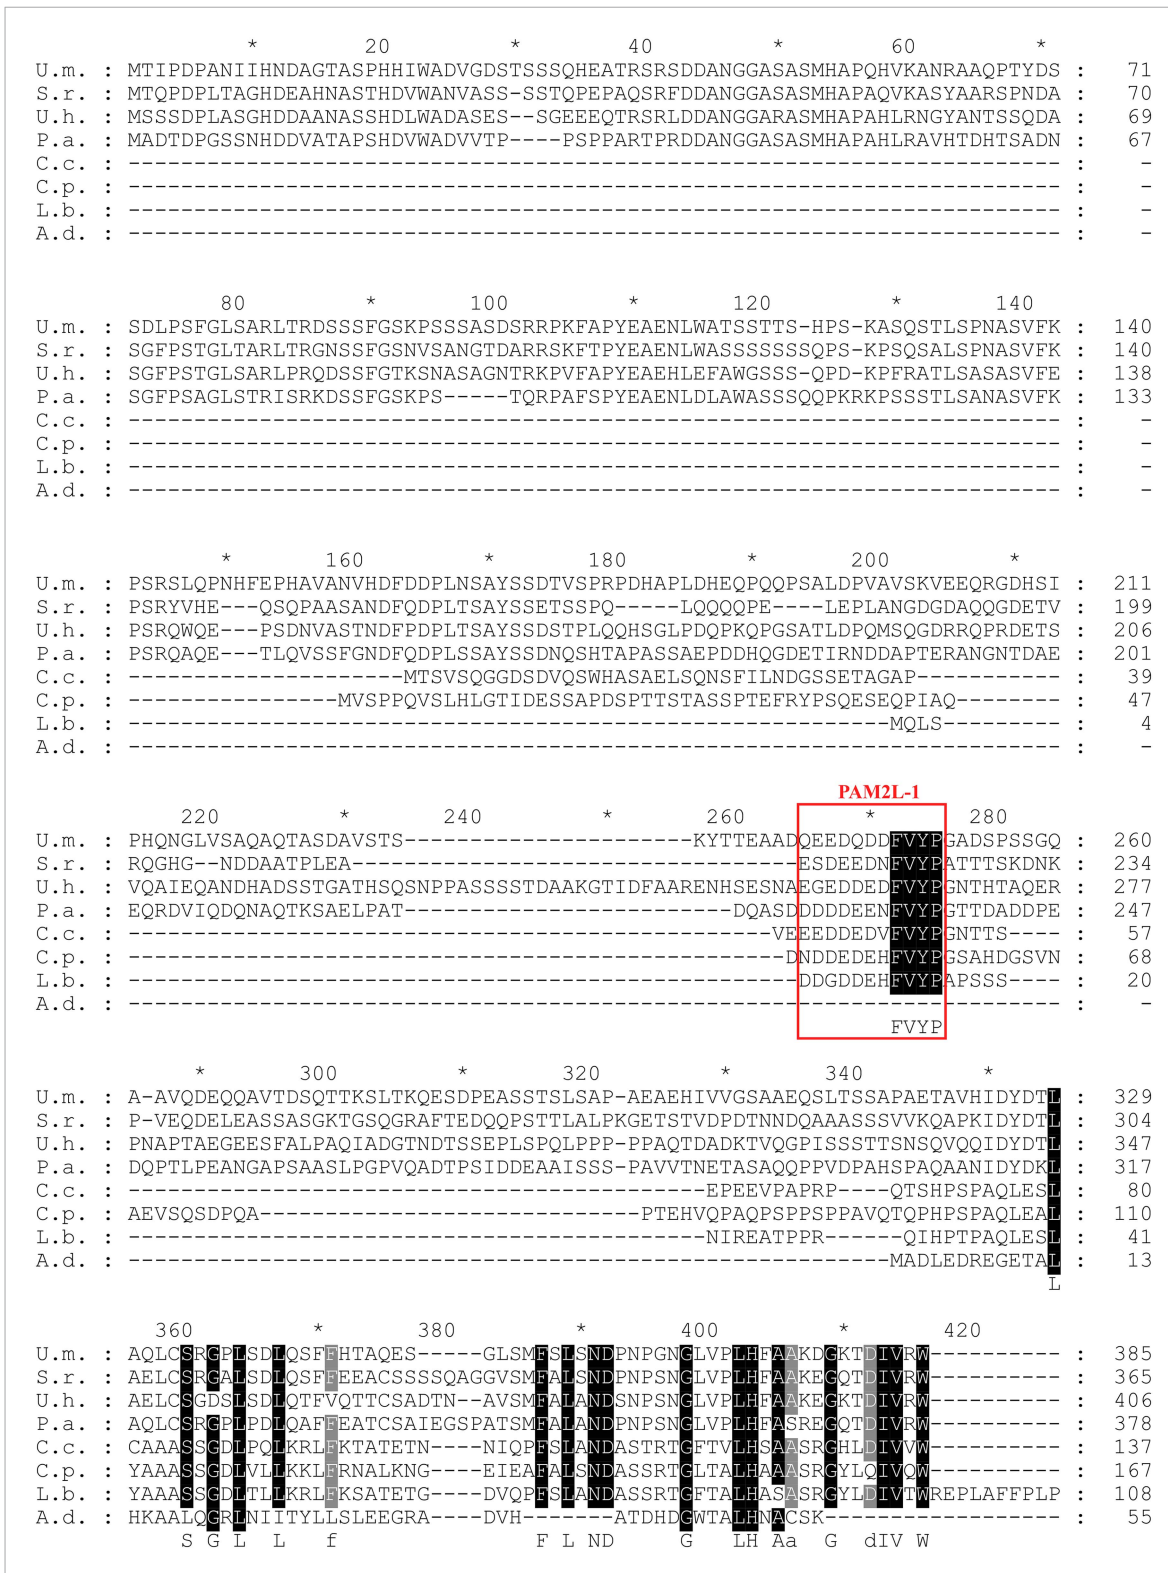 * 20 * 40 * 60 *
U.m. : MTIPDPANIIHNDAGTASPHHIWADVGDSTSSSQHEATRSRSDDANGGASASMHAPQHVKANRAAQPTYDS : 71
S.r. : MTQPDPLTAGHDEAHNASTHDVWANVASS-SSTQPEPAQSRFDDANGGASASMHAPAQVKASYAARSPNDA : 70
U.h. : MSSSDPLASGHDDAANASSHDLWADASES--SGEEEQTRSRLDDANGGARASMHAPAHLRNGYANTSSQDA : 69
P.a. : MADTDPGSSNHDDVATAPSHDVWADVVTP----PSPPARTPRDDANGGASASMHAPAHLRAVHTDHTSADN : 67
C.c. : ----------------------------------------------------------------------- : -
C.p. : ----------------------------------------------------------------------- : -
L.b. : ----------------------------------------------------------------------- : -
A.d. : ----------------------------------------------------------------------- : -
80 * 100 * 120 * 140
U.m. : SDLPSFGLSARLTRDSSSFGSKPSSSASDSRRPKFAPYEAENLWATSSTTS-HPS-KASQSTLSPNASVFK : 140
S.r. : SGFPSTGLTARLTRGNSSFGSNVSANGTDARRSKFTPYEAENLWASSSSSSSQPS-KPSQSALSPNASVFK : 140
U.h. : SGFPSTGLSARLPRQDSSFGTKSNASAGNTRKPVFAPYEAEHLEFAWGSSS-QPD-KPFRATLSASASVFE : 138
P.a. : SGFPSAGLSTRISRKDSSFGSKPS-----TQRPAFSPYEAENLDLAWASSSQQPKRKPSSSTLSANASVFK : 133
C.c. : ----------------------------------------------------------------------- : -
C.p. : ----------------------------------------------------------------------- : -
L.b. : ----------------------------------------------------------------------- : -
A.d. : ----------------------------------------------------------------------- : -
* 160 * 180 * 200 *
U.m. : PSRSLQPNHFEPHAVANVHDFDDPLNSAYSSDTVSPRPDHAPLDHEQPQQPSALDPVAVSKVEEQRGDHSI : 211
S.r. : PSRYVHE---QSQPAASANDFQDPLTSAYSSETSSPQ-----LQQQQPE----LEPLANGDGDAQQGDETV : 199
U.h. : PSRQWQE---PSDNVASTNDFPDPLTSAYSSDSTPLQQHSGLPDQPKQPGSATLDPQMSQGDRRQPRDETS : 206
P.a. : PSRQAQE---TLQVSSFGNDFQDPLSSAYSSDNQSHTAPASSAEPDDHQGDETIRNDDAPTERANGNTDAE : 201
C.c. : ---------------------MTSVSQGGDSDVQSWHASAELSQNSFILNDGSSETAGAP----------- : 39
C.p. : ----------------MVSPPQVSLHLGTIDESSAPDSPTTSTASSPTEFRYPSQESEQPIAQ-------- : 47
L.b. : ----------------------------------------------------------MQLS--------- : 4
A.d. : ----------------------------------------------------------------------- : -
PAM2L-1
220 * 240 * 260 * 280
U.m. : PHQNGLVSAQAQTASDAVSTS----------------------KYTTEAADQEEDQDDFVYPGADSPSSGQ : 260
S.r. : RQGHG--NDDAATPLEA----------------------------------ESDEEDNFVYPATTTSKDNK : 234
U.h. : VQAIEQANDHADSSTGATHSQSNPPASSSSTDAAKGTIDFAARENHSESNAEGEDDEDFVYPGNTHTAQER : 277
P.a. : EQRDVIQDQNAQTKSAELPAT-------------------------DQASDDDDDEENFVYPGTTDADDPE : 247
C.c. : -------------------------------------------------VEEEDDEDVFVYPGNTTS---- : 57
C.p. : --------------------------------------------------DNDDEDEHFVYPGSAHDGSVN : 68
L.b. : ---------------------------------------------------DDGDDEHFVYPAPSSS---- : 20
A.d. : ----------------------------------------------------------------------- : -
FVYP
* 300 * 320 * 340 *
U.m. : A-AVQDEQQAVTDSQTTKSLTKQESDPEASSTSLSAP-AEAEHIVVGSAAEQSLTSSAPAETAVHIDYDTL : 329
S.r. : P-VEQDELEASSASGKTGSQGRAFTEDQQPSTTLALPKGETSTVDPDTNNDQAAASSSVVKQAPKIDYDTL : 304
U.h. : PNAPTAEGEESFALPAQIADGTNDTSSEPLSPQLPPP-PPAQTDADKTVQGPISSSTTSNSQVQQIDYDTL : 347
P.a. : DQPTLPEANGAPSAASLPGPVQADTPSIDDEAAISSS-PAVVTNETASAQQPPVDPAHSPAQAANIDYDKL : 317
C.c. : --------------------------------------------EPEEVPAPRP----QTSHPSPAQLESL : 80
C.p. : AEVSQSDPQA-----------------------------PTEHVQPAQPSPPSPPAVQTQPHPSPAQLEAL : 110
L.b. : --------------------------------------------NIREATPPR------QIHPTPAQLESL : 41
A.d. : ----------------------------------------------------------MADLEDREGETAL : 13
L
360 * 380 * 400 * 420
U.m. : AQLCSRGPLSDLQSFFHTAQES----GLSMFSLSNDPNPGNGLVPLHFAAKDGKTDIVRW---------- : 385
S.r. : AELCSRGALSDLQSFFEEACSSSSQAGGVSMFALSNDPNPSNGLVPLHFAAKEGQTDIVRW---------- : 365
U.h. : AELCSGDSLSDLQTFVQTTCSADTN-AVSMFALANDSNPSNGLVPLHFAAKEGKTDIVRW---------- : 406
P.a. : AQLCSRGPLPDLQAFFEATCSAIEGSPATSMFALANDPNPSNGLVPLHFASREGQTDIVRW---------- : 378
C.c. : CAAASSGDLPQLKRLFKTATETN----NIQPFSLANDASTRTGFTVLHSAASRGHLDIVVW---------- : 137
C.p. : YAAASSGDLVLLKKLFRNALKNG----EIEAFALSNDASSRTGLTALHAAASRGYLQIVQW---------- : 167
L.b. : YAAASSGDLTLLKRLFKSATETG----DVQPFSLANDASSRTGFTALHASASRGYLDIVTWREPLAFFPLP : 108
A.d. : HKAALQGRLNIITYLLSLEEGRA----DVH------ATDHDGWTALHNACSK------------------ : 55
S G L L f F L ND G LH Aa G dIV W